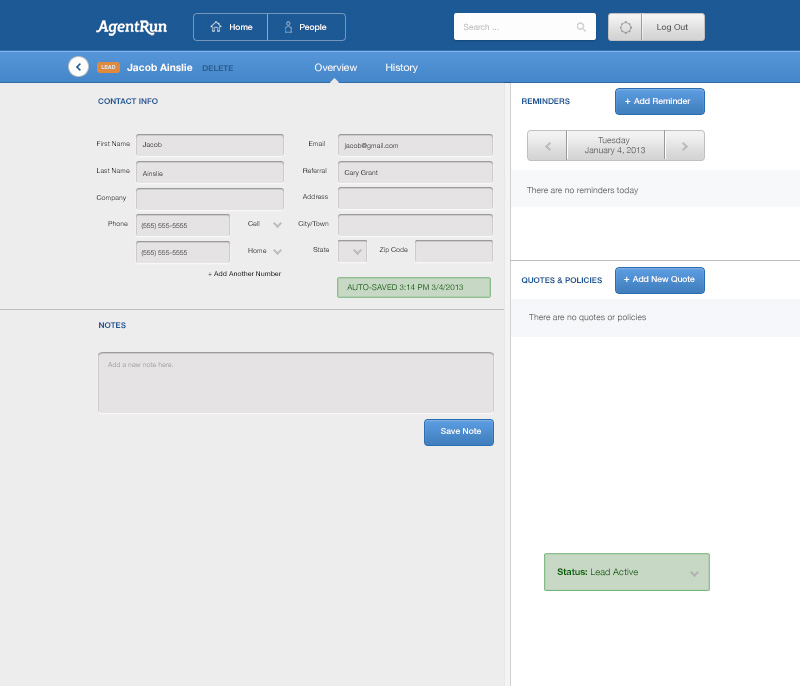 AgentRun
Home
People
Search ...
Log Out
LEAD
Jacob Ainslie
DELETE
Overview
History
CONTACT INFO
First Name
Jacob
Email
jacob@gmail.com
Last Name
Ainslie
Referral
Cary Grant
Company
Address
Phone
(555) 555-5555
Cell
City/Town
(555) 555-5555
Home
State
Zip Code
+ Add Another Number
AUTO-SAVED 3:14 PM 3/4/2013
NOTES
Add a new note here.
Save Note
REMINDERS
+ Add Reminder
Tuesday
January 4, 2013
There are no reminders today
QUOTES & POLICIES
+ Add New Quote
There are no quotes or policies
Status: Lead Active